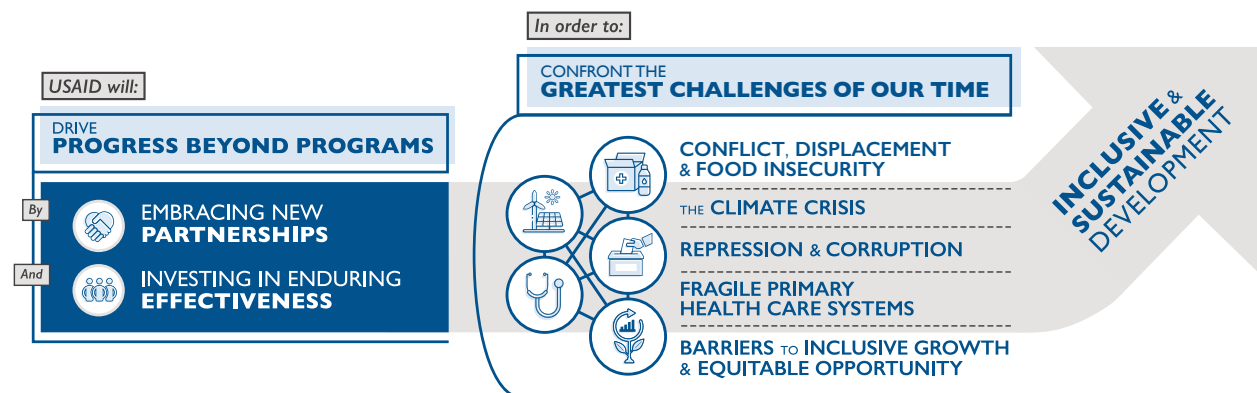 USAID will:
DRIVE
PROGRESS BEYOND PROGRAMS
By
EMBRACING NEW
PARTNERSHIPS
And
INVESTING IN ENDURING
EFFECTIVENESS
In order to:
CONFRONT THE
GREATEST CHALLENGES OF OUR TIME
CONFLICT, DISPLACEMENT
& FOOD INSECURITY
THE CLIMATE CRISIS
REPRESSION & CORRUPTION
FRAGILE PRIMARY
HEALTH CARE SYSTEMS
BARRIERS TO INCLUSIVE GROWTH
& EQUITABLE OPPORTUNITY
INCLUSIVE &
SUSTAINABLE
DEVELOPMENT